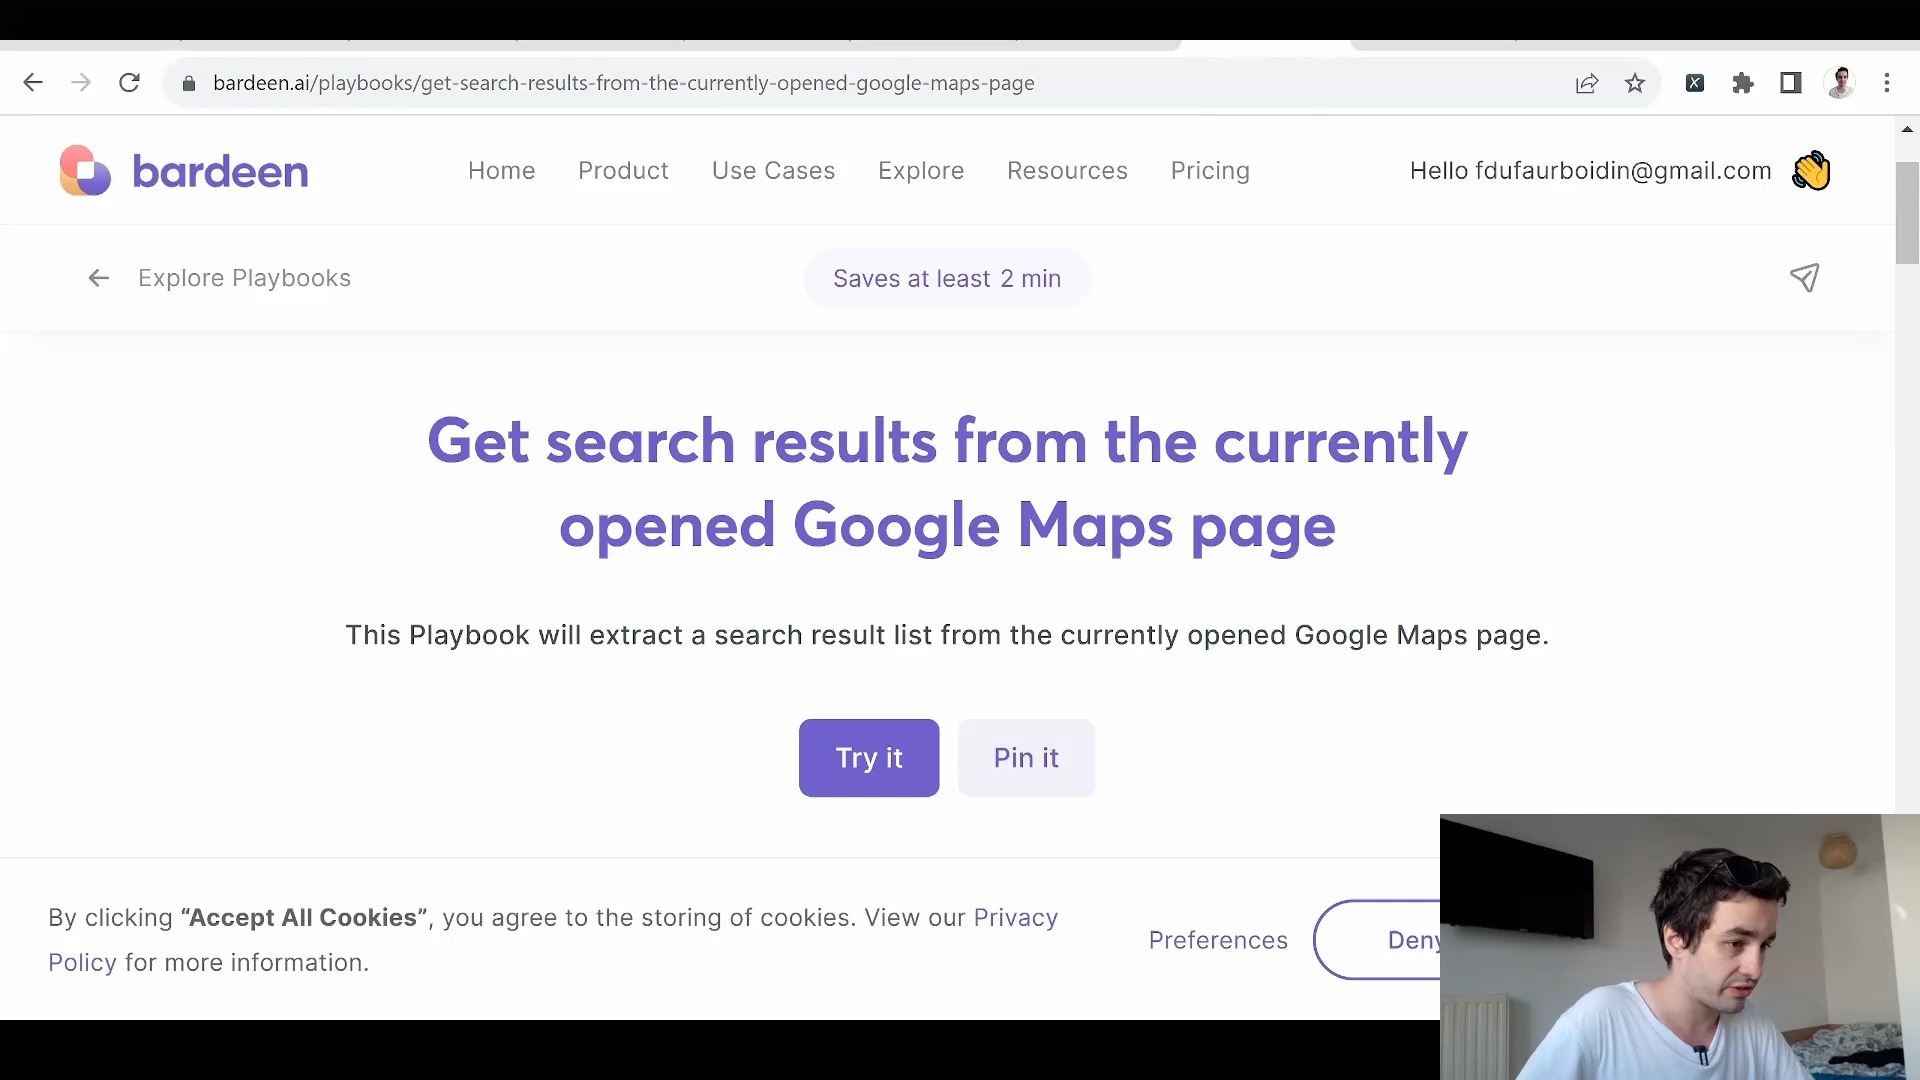 bardeen.ai/playbooks/get-search-results-from-the-currently-opened-google-maps-page
bardeen
Home
Product
Use Cases
Explore
Resources
Pricing
Hello fdufaurboidin@gmail.com
Explore Playbooks
Saves at least 2 min
Get search results from the currently
opened Google Maps page
This Playbook will extract a search result list from the currently opened Google Maps page.
Try it
Pin it
By clicking “Accept All Cookies”, you agree to the storing of cookies. View our Privacy
Policy for more information.
Preferences
Deny